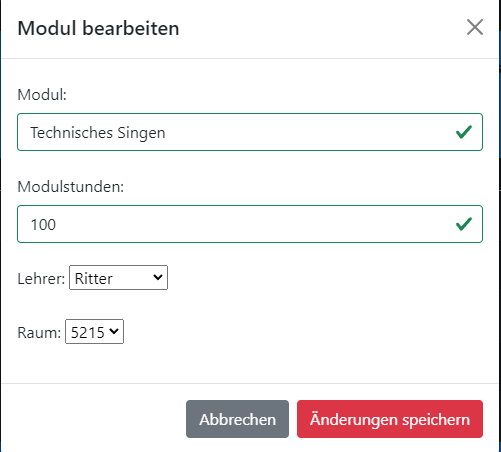 Modul bearbeiten
Modul:
Technisches Singen
Modulstunden:
100
Lehrer: Ritter
Raum: 5215
Abbrechen Änderungen speichern